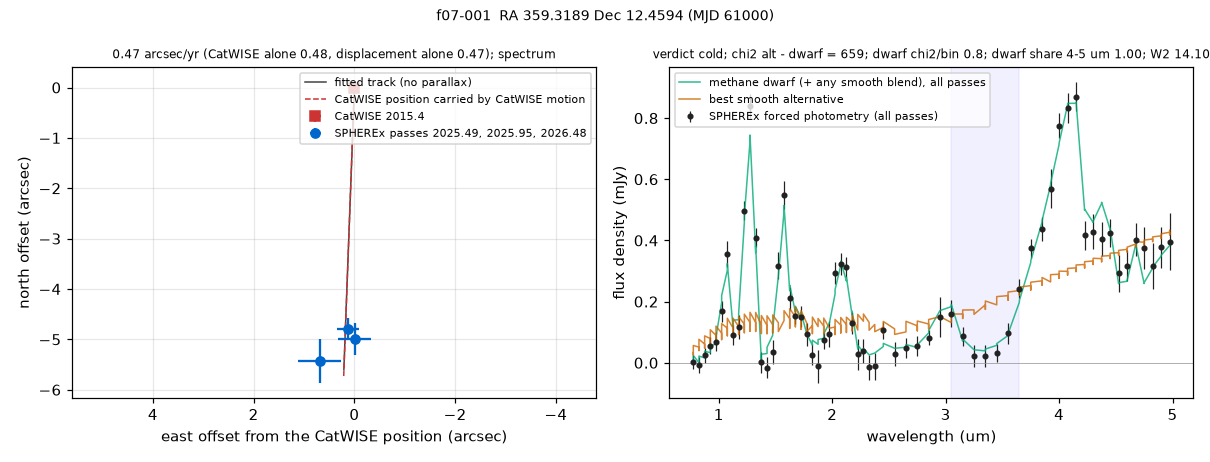 f07-001 RA 359.3189 Dec 12.4594 (MJD 61000)
0.47 arcsec/yr (CatWISE alone 0.48, displacement alone 0.47); spectrum
verdict cold; chi2 alt - dwarf = 659; dwarf chi2/bin 0.8; dwarf share 4-5 um 1.00; W2 14.10
fitted track (no parallax)
CatWISE position carried by CatWISE motion
CatWISE 2015.4
SPHEREx passes 2025.49, 2025.95, 2026.48
methane dwarf (+ any smooth blend), all passes
best smooth alternative
SPHEREx forced photometry (all passes)
north offset (arcsec)
0
−1
−2
−3
−4
−5
−6
4
2
0
−2
−4
east offset from the CatWISE position (arcsec)
flux density (mJy)
0.8
0.6
0.4
0.2
0.0
1
2
3
4
5
wavelength (um)